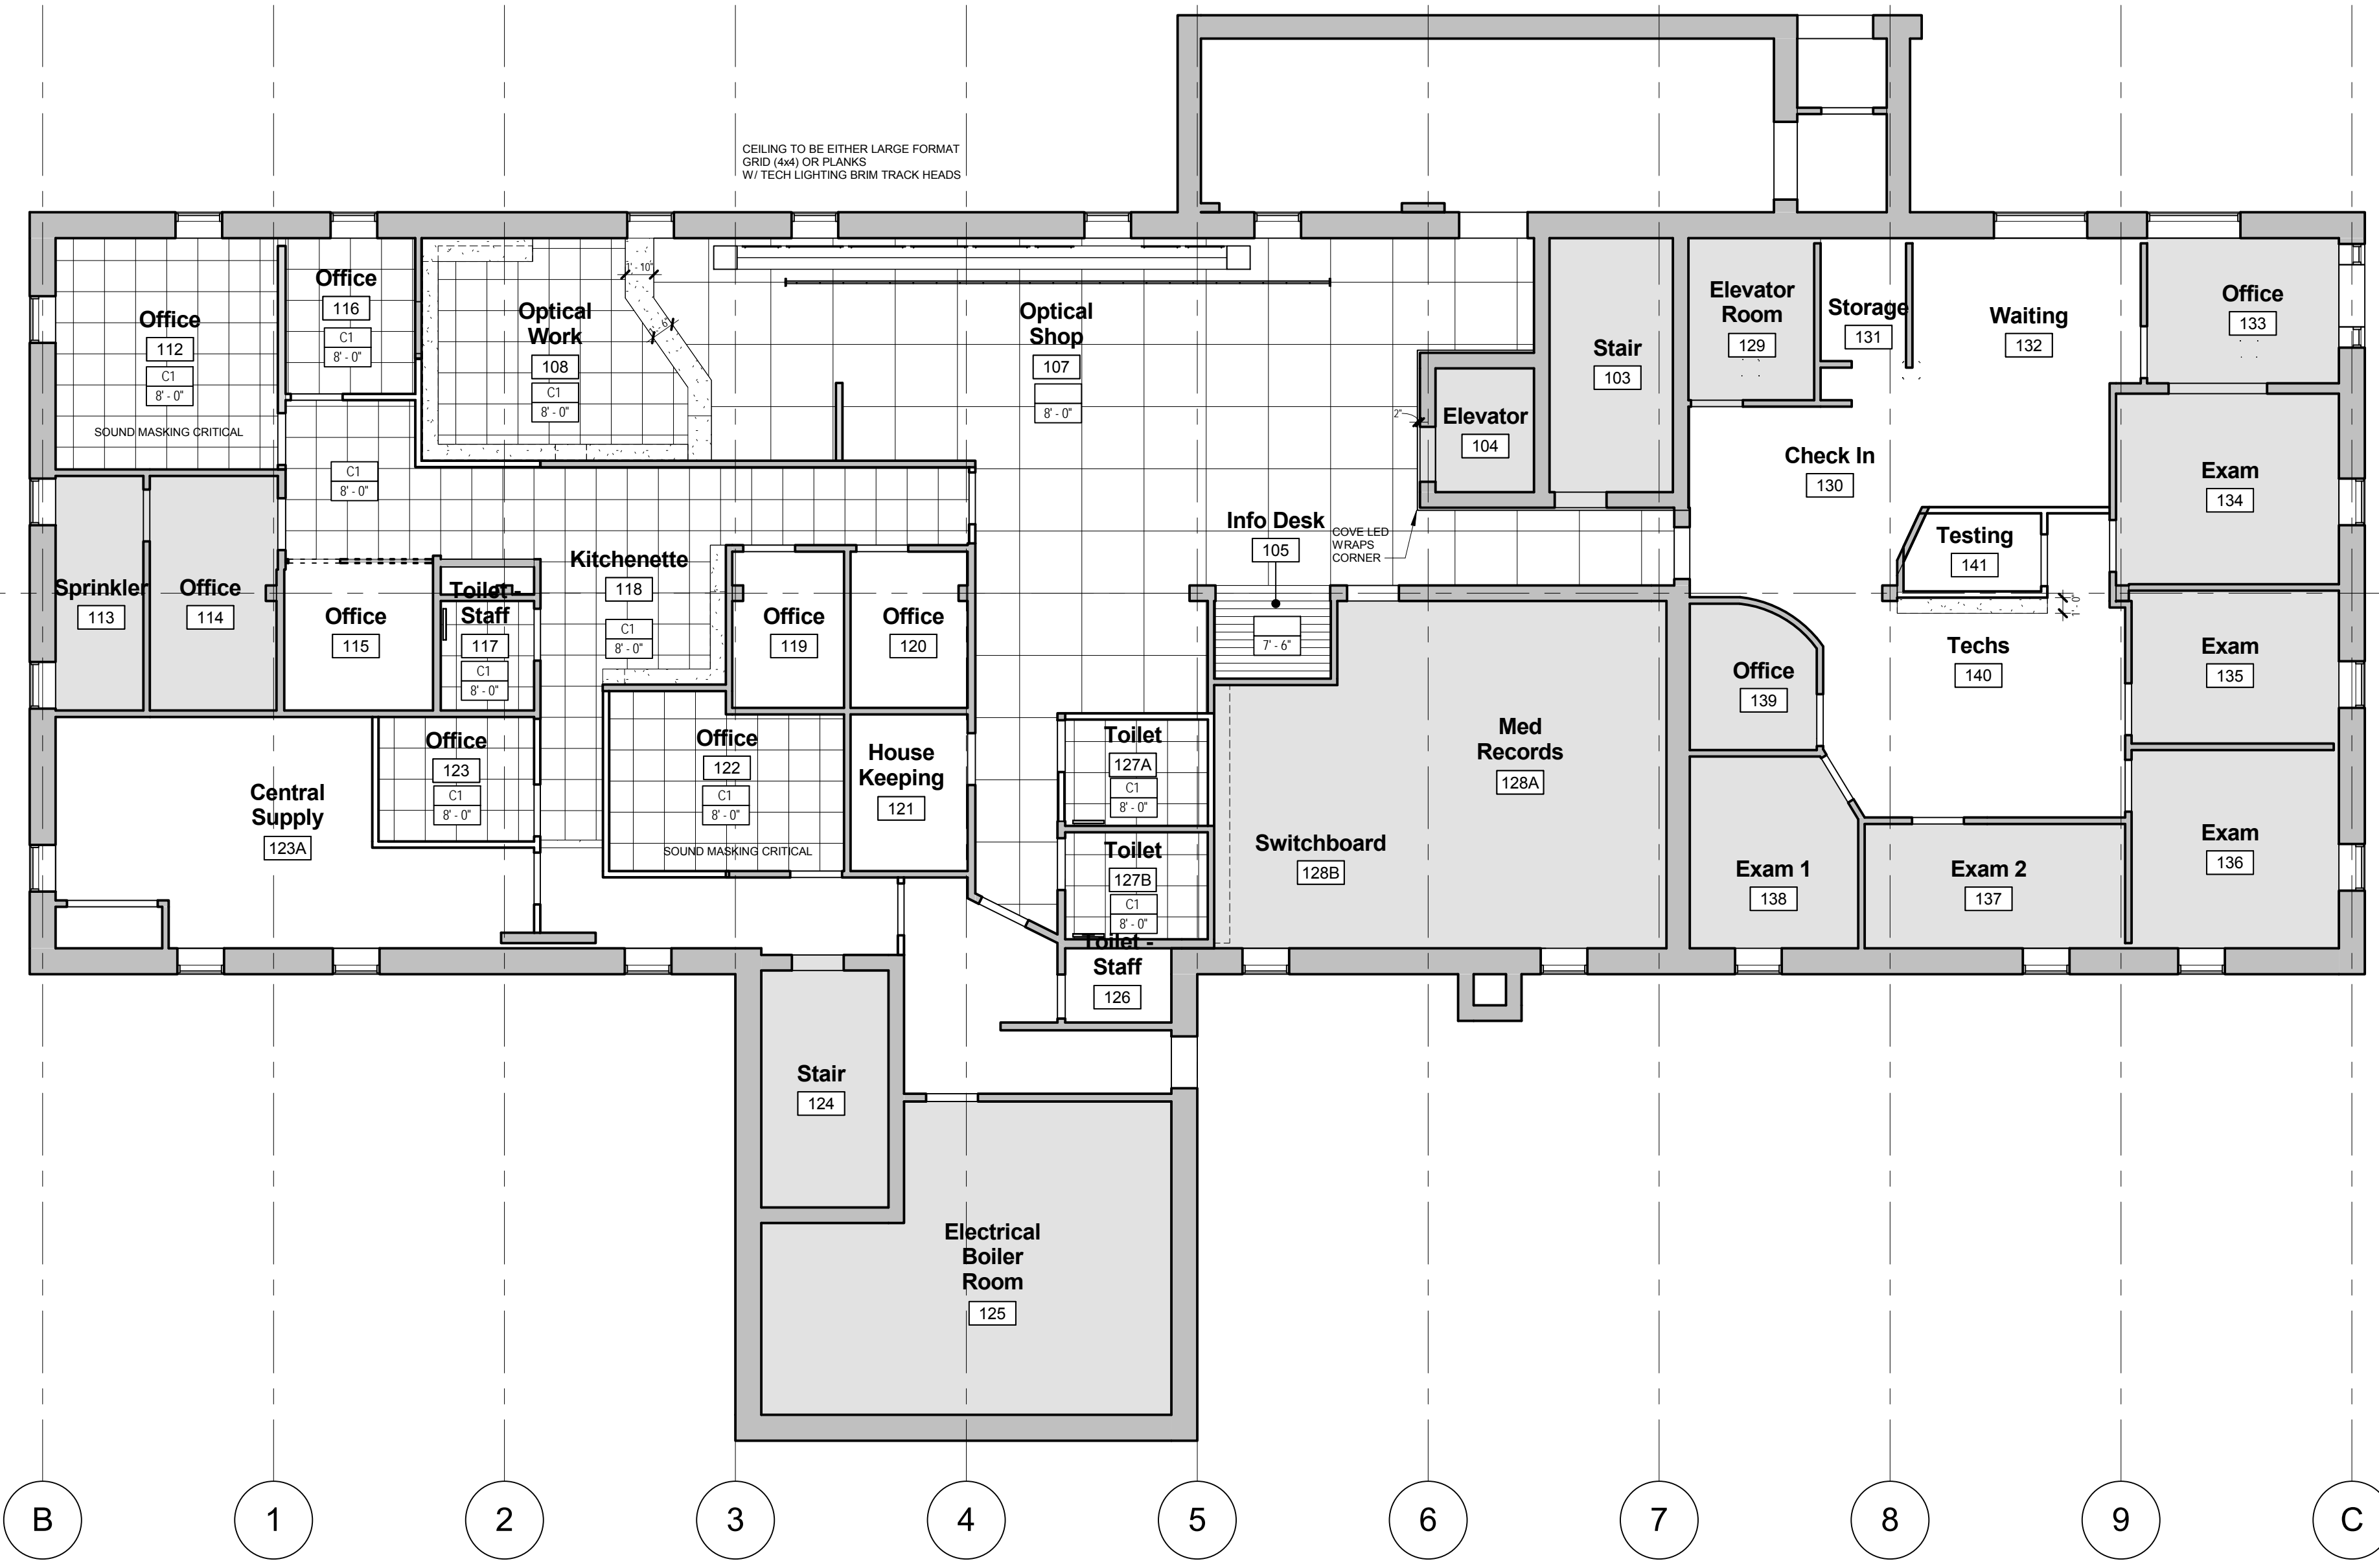 CEILING TO BE EITHER LARGE FORMAT
GRID (4x4) OR PLANKS
W/ TECH LIGHTING BRIM TRACK HEADS
Office
112
C1
8' - 0"
SOUND MASKING CRITICAL
Office
116
C1
8' - 0"
Optical
Work
108
C1
8' - 0"
1' - 10"
Optical
Shop
107
8' - 0"
Stair
103
Elevator
104
2"
Elevator
Room
129
Storage
131
Waiting
132
Office
133
C1
8' - 0"
Check In
130
Exam
134
Info Desk
105
7' - 6"
COVE LED
WRAPS
CORNER
Testing
141
Sprinkler
113
Office
114
Office
115
Toilet -
Staff
117
C1
8' - 0"
Kitchenette
118
C1
8' - 0"
Office
119
Office
120
Office
139
Techs
140
1' - 0"
Exam
135
Central
Supply
123A
Office
123
C1
8' - 0"
Office
122
C1
8' - 0"
SOUND MASKING CRITICAL
House
Keeping
121
Toilet
127A
C1
8' - 0"
Toilet
127B
C1
8' - 0"
Toilet -
Staff
126
Med
Records
128A
Switchboard
128B
Exam 1
138
Exam 2
137
Exam
136
Stair
124
Electrical
Boiler
Room
125
B
1
2
3
4
5
6
7
8
9
C